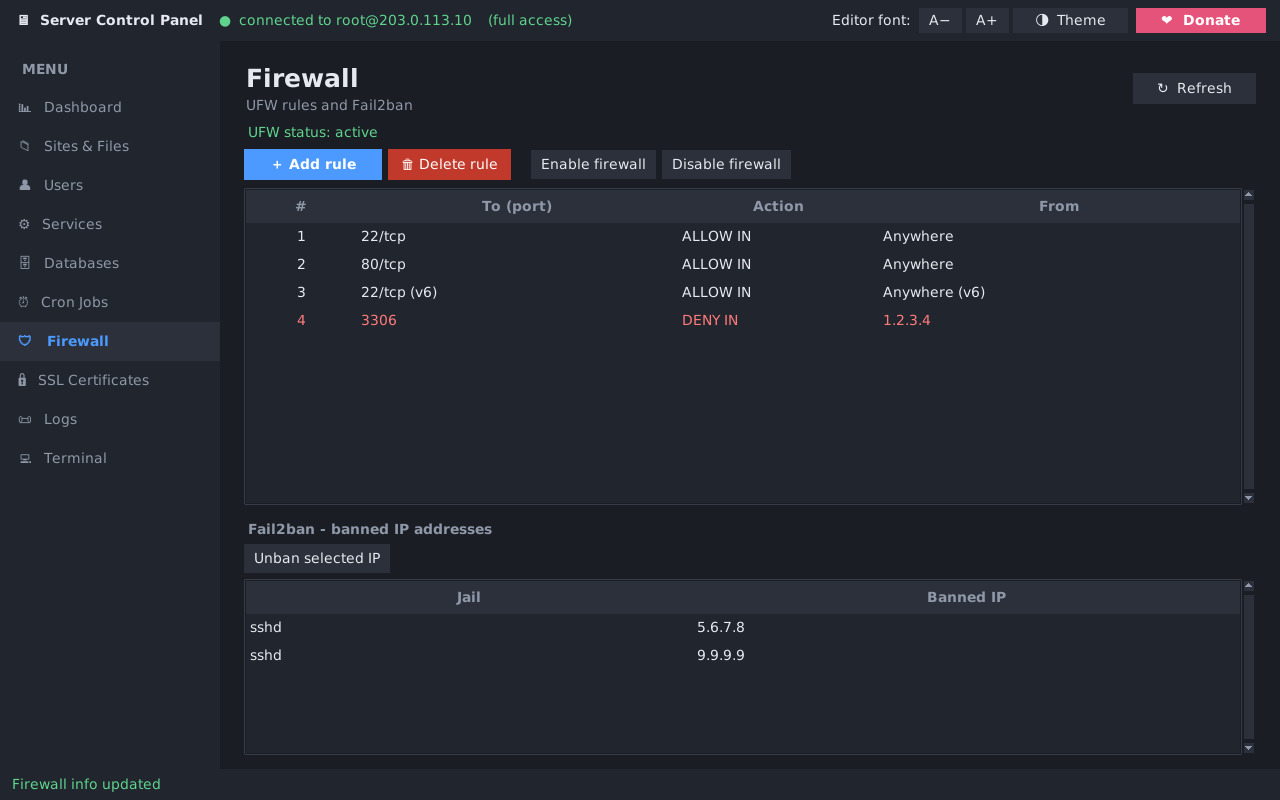 Server Control Panel ● connected to root@203.0.113.10 (full access) Editor font: A− A+ Theme ❤ Donate
MENU
Dashboard
Sites & Files
Users
Services
Databases
Cron Jobs
Firewall
SSL Certificates
Logs
Terminal
Firewall
UFW rules and Fail2ban
↻ Refresh
UFW status: active
+ Add rule Delete rule Enable firewall Disable firewall
# To (port) Action From
1 22/tcp ALLOW IN Anywhere
2 80/tcp ALLOW IN Anywhere
3 22/tcp (v6) ALLOW IN Anywhere (v6)
4 3306 DENY IN 1.2.3.4
Fail2ban - banned IP addresses
Unban selected IP
Jail Banned IP
sshd 5.6.7.8
sshd 9.9.9.9
Firewall info updated